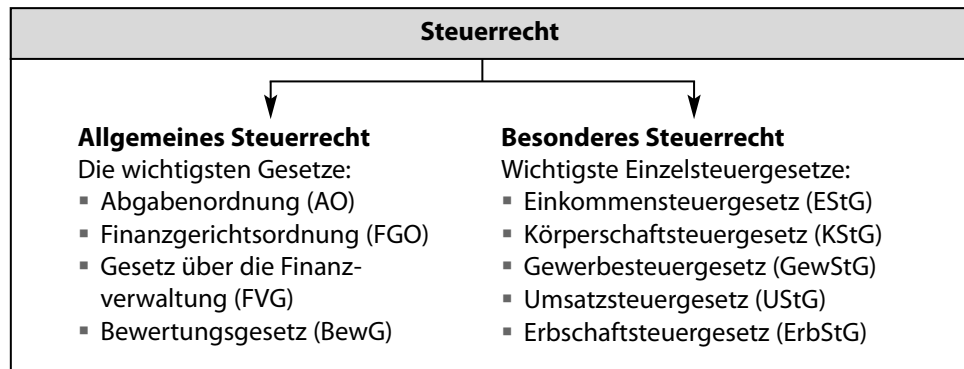 Steuerrecht
Allgemeines Steuerrecht
Die wichtigsten Gesetze:
▪ Abgabenordnung (AO)
▪ Finanzgerichtsordnung (FGO)
▪ Gesetz über die Finanz-
verwaltung (FVG)
▪ Bewertungsgesetz (BewG)
Besonderes Steuerrecht
Wichtigste Einzelsteuergesetze:
▪ Einkommensteuergesetz (EStG)
▪ Körperschaftsteuergesetz (KStG)
▪ Gewerbesteuergesetz (GewStG)
▪ Umsatzsteuergesetz (UStG)
▪ Erbschaftsteuergesetz (ErbStG)